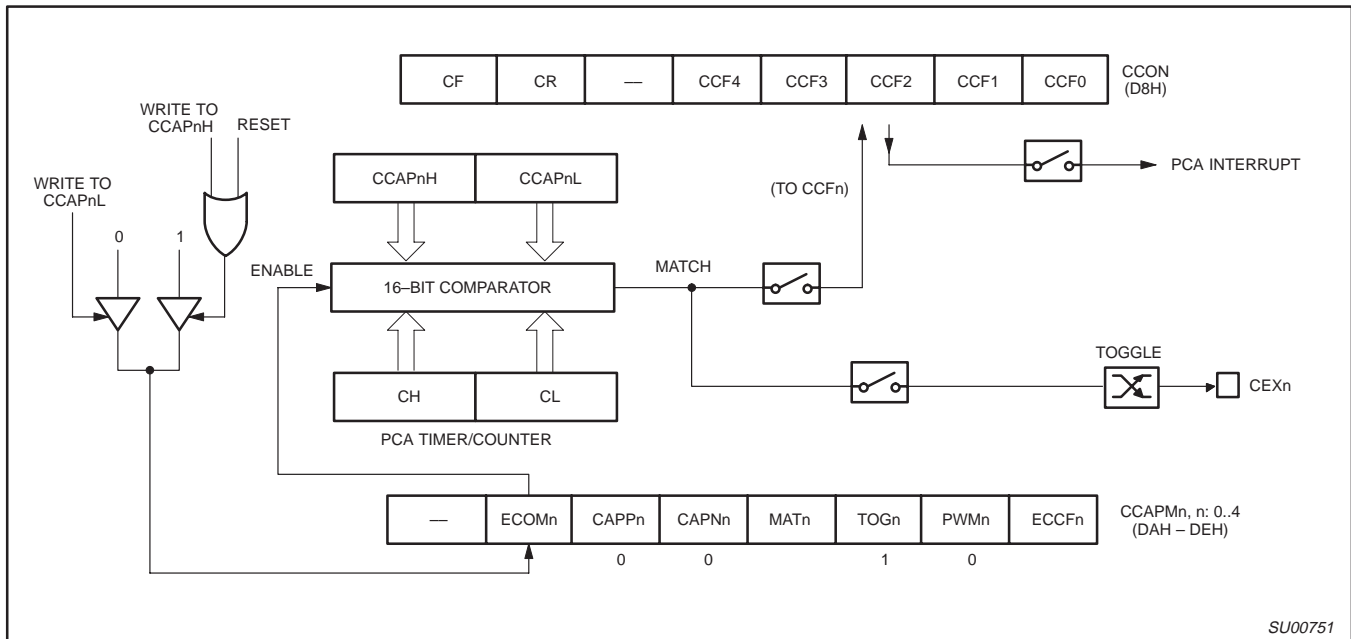 CF CR — CCF4 CCF3 CCF2 CCF1 CCF0
CCON
(D8H)
WRITE TO
CCAPnH
RESET
WRITE TO
CCAPnL
0
1
CCAPnH CCAPnL
(TO CCFn)
PCA INTERRUPT
ENABLE
16–BIT COMPARATOR
MATCH
TOGGLE
CEXn
CH CL
PCA TIMER/COUNTER
— ECOMn CAPPn CAPNn MATn TOGn PWMn ECCFn
CCAPMn, n: 0..4
(DAH – DEH)
0 0 1 0
SU00751